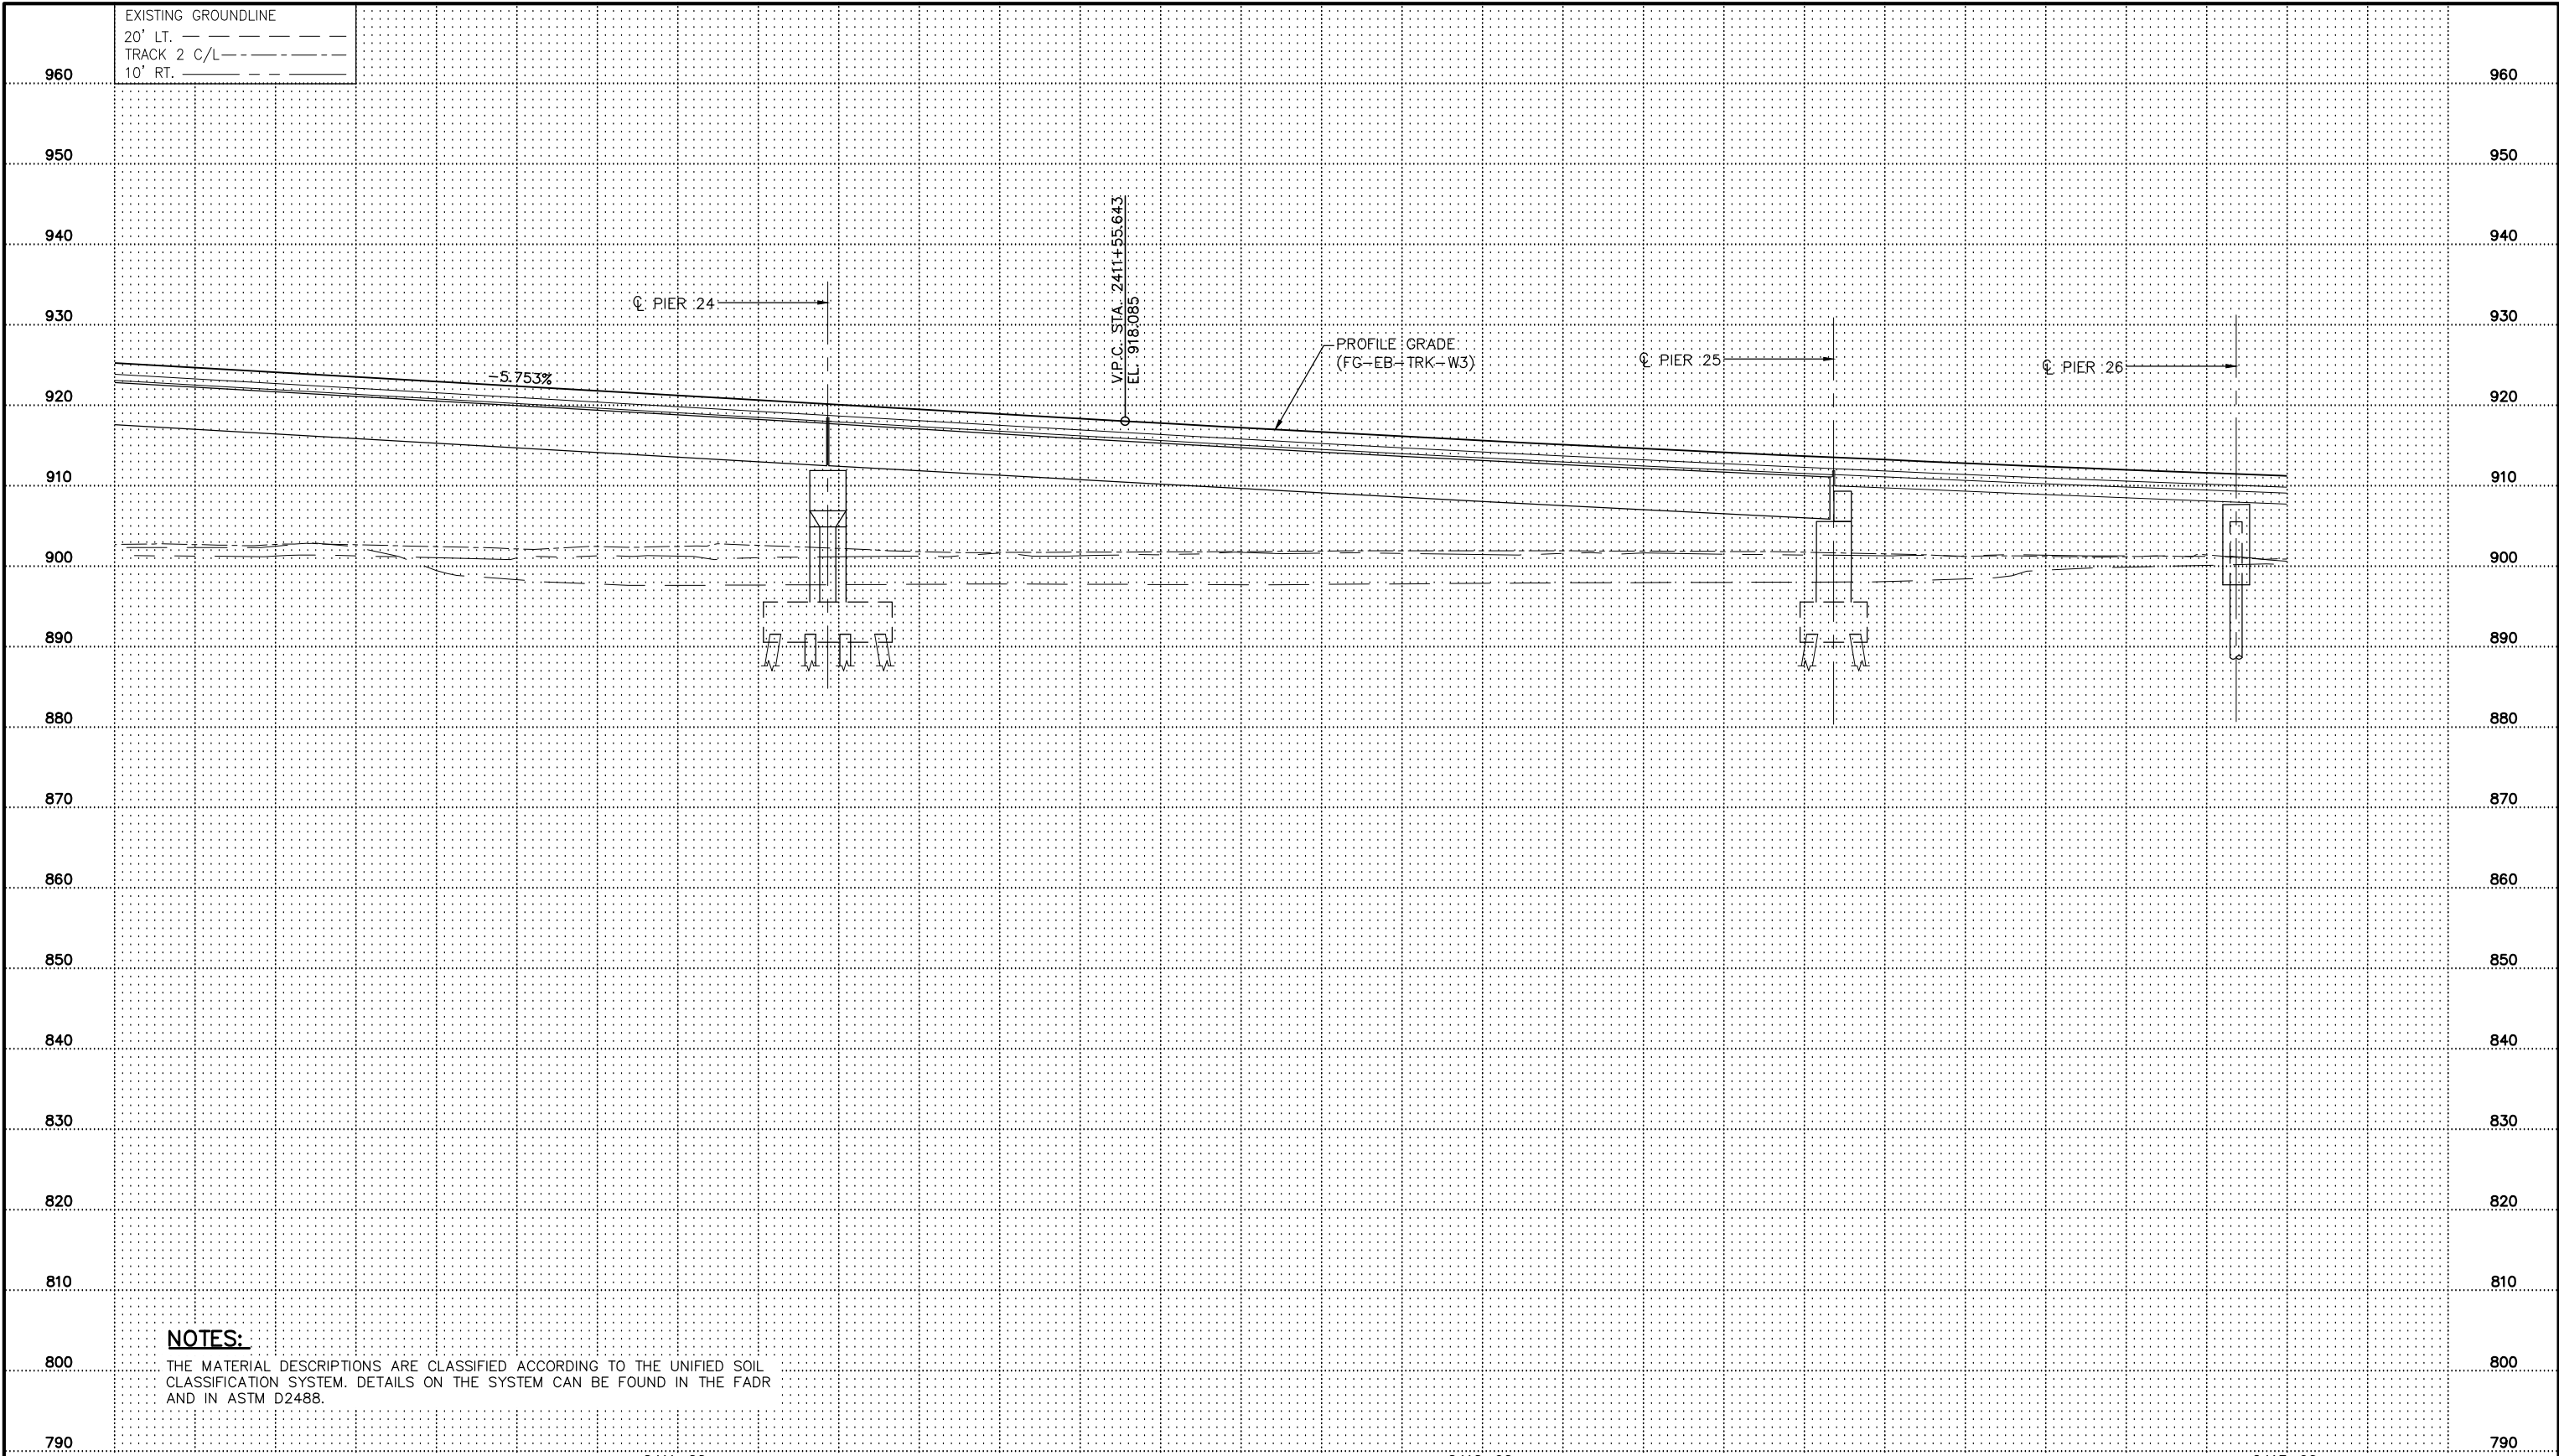 EXISTING GROUNDLINE
20' LT.
TRACK 2 C/L
10' RT.
960 960
950 950
940 940
930 930
920 920
910 910
900 900
890 890
880 880
870 870
860 860
850 850
840 840
830 830
820 820
810 810
800 800
790 790
℄ PIER 24
V.P.C. STA. 2411+55.643
EL. 918.085
PROFILE GRADE
(FG-EB-TRK-W3)
℄ PIER 25
℄ PIER 26
-5.753%
NOTES:
THE MATERIAL DESCRIPTIONS ARE CLASSIFIED ACCORDING TO THE UNIFIED SOIL
CLASSIFICATION SYSTEM. DETAILS ON THE SYSTEM CAN BE FOUND IN THE FADR
AND IN ASTM D2488.